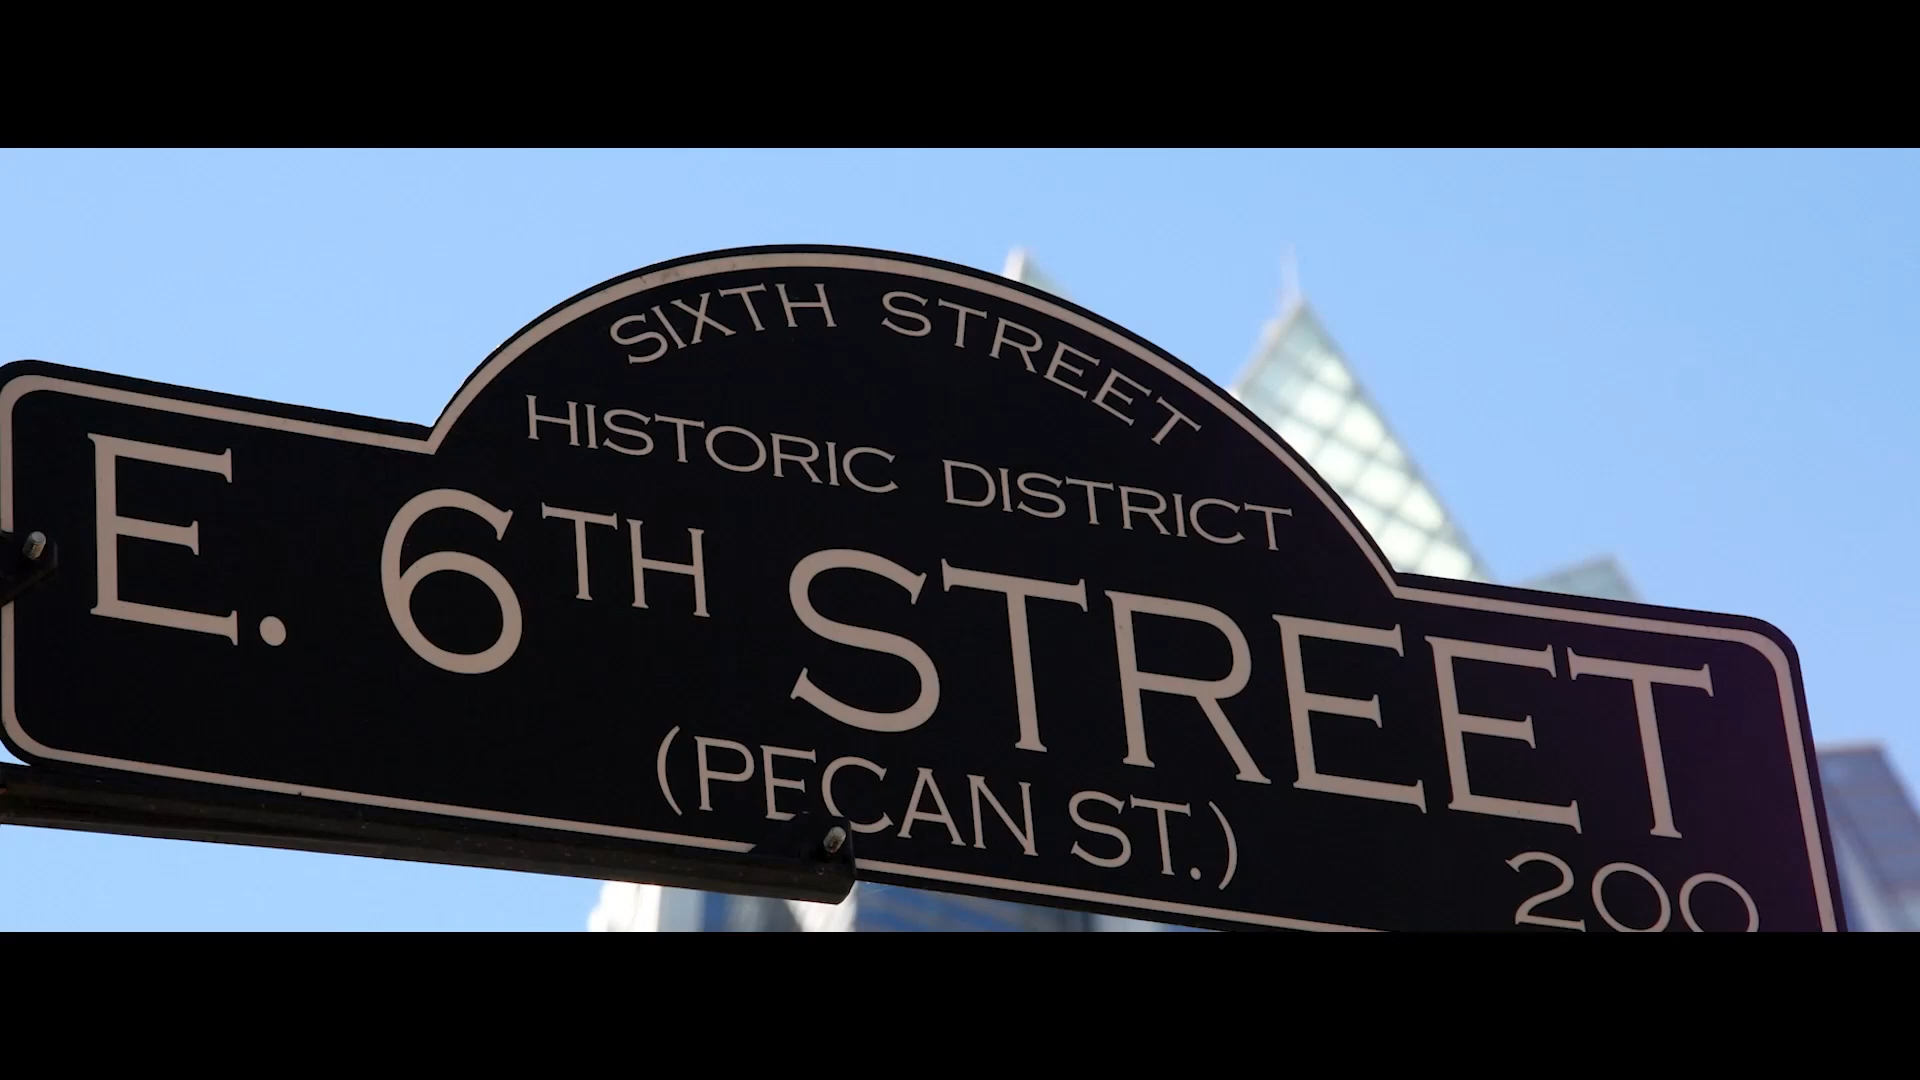 SIXTH STREET
HISTORIC DISTRICT
E. 6TH STREET
(PECAN ST.)
200